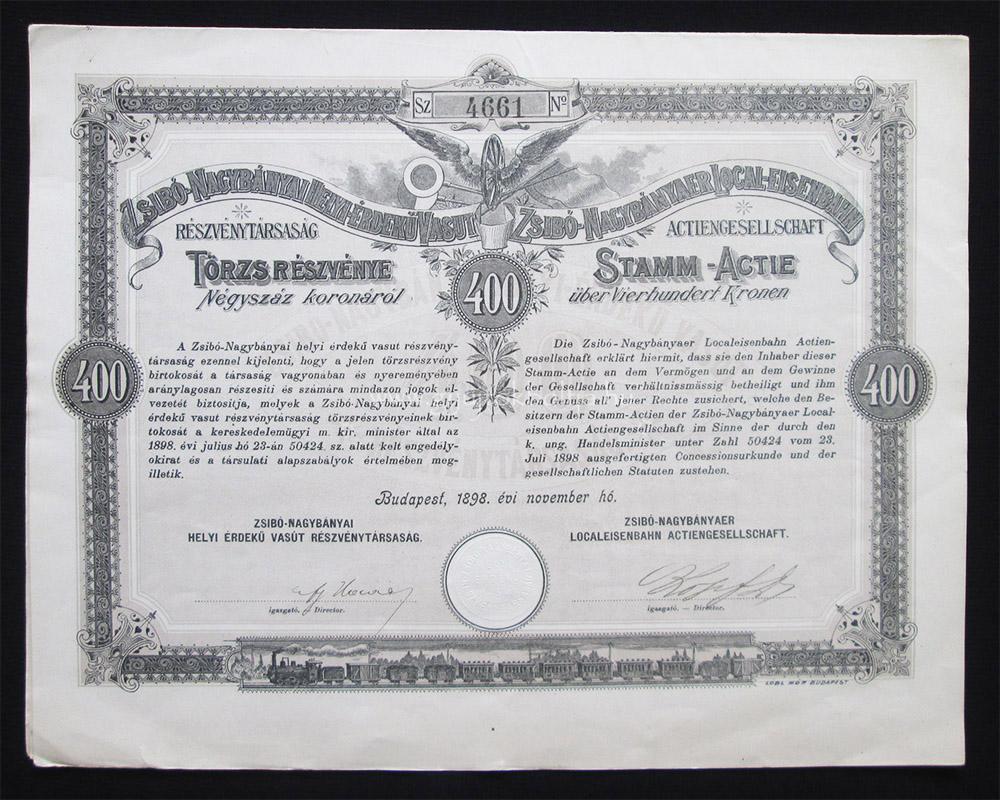 Sz 4661 No
ZSIBÓ-NAGYBÁNYAI HELYI-ÉRDEKŰ VASUT
RÉSZVÉNYTÁRSASÁG
TÖRZSRÉSZVÉNYE
Négyszáz koronáról
ZSIBÓ-NAGYBÁNYAER LOCAL-EISENBAHN
ACTIENGESELLSCHAFT
STAMM-ACTIE
über Vierhundert Kronen
400
400
400
A Zsibó-Nagybányai helyi érdekű vasut részvény-
társaság ezennel kijelenti, hogy a jelen törzsrészvény
birtokosát a társaság vagyonában és nyereményében
aránylagosan részesiti és számára mindazon jogok él-
vezetét biztosítja, melyek a Zsibó-Nagybányai helyi
érdekű vasut részvénytársaság törzsrészvényeinek bir-
tokosát a kereskedelemügyi m. kir. minister által az
1898. évi julius hó 23-án 50424. sz. alatt kelt engedély-
okirat és a társulati alapszabályok értelmében meg-
illetik.
Die Zsibó-Nagybányaer Localeisenbahn Actien-
gesellschaft erklärt hiermit, dass sie den Inhaber dieser
Stamm-Actie an dem Vermögen und an dem Gewinne
der Gesellschaft verhältnissmässig betheiligt und ihm
den Genuss all' jener Rechte zusichert, welche den Be-
sitzern der Stamm-Actien der Zsibó-Nagybányaer Local-
eisenbahn Actiengesellschaft im Sinne der durch den
k. ung. Handelsminister unter Zahl 50424 vom 23.
Juli 1898 ausgefertigten Concessionsurkunde und der
gesellschaftlichen Statuten zustehen.
Budapest, 1898. évi november hó.
ZSIBÓ-NAGYBÁNYAI
HELYI ÉRDEKŰ VASÚT RÉSZVÉNYTÁRSASÁG.
igazgató. — Director.
ZSIBÓ-NAGYBÁNYAER
LOCALEISENBAHN ACTIENGESELLSCHAFT.
igazgató. — Director.
LÖBL MÓR BUDAPEST